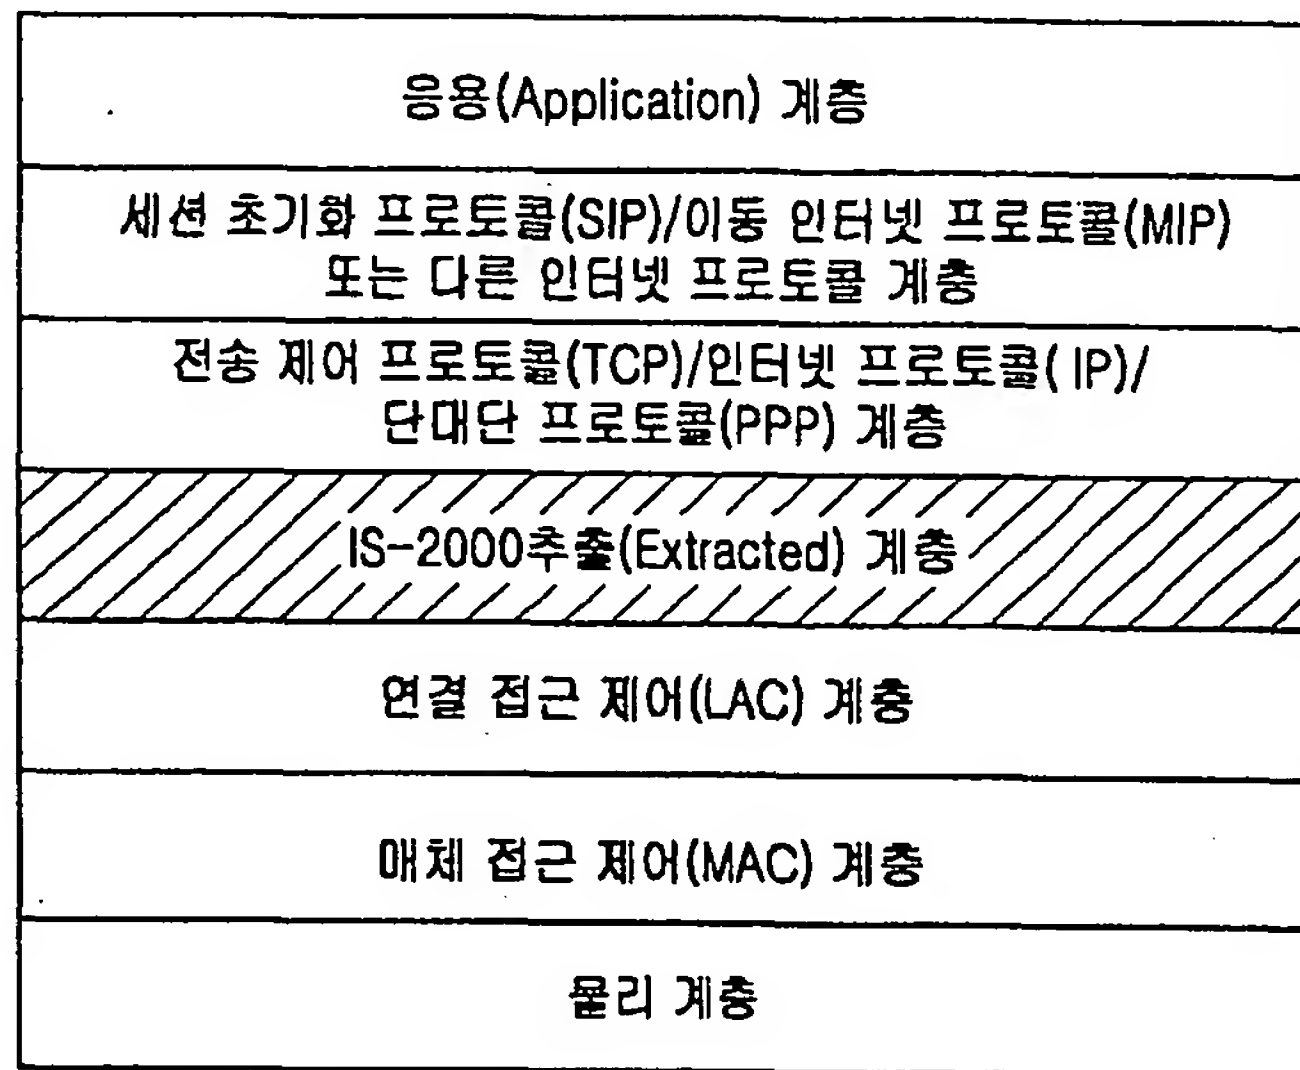 응용(Application) 계층
세션 초기화 프로토콜(SIP)/이동 인터넷 프로토콜(MIP)
또는 다른 인터넷 프로토콜 계층
전송 제어 프로토콜(TCP)/인터넷 프로토콜( IP)/
단대단 프로토콜(PPP) 계층
IS-2000추출(Extracted) 계층
연결 접근 제어(LAC) 계층
매체 접근 제어(MAC) 계층
물리 계층